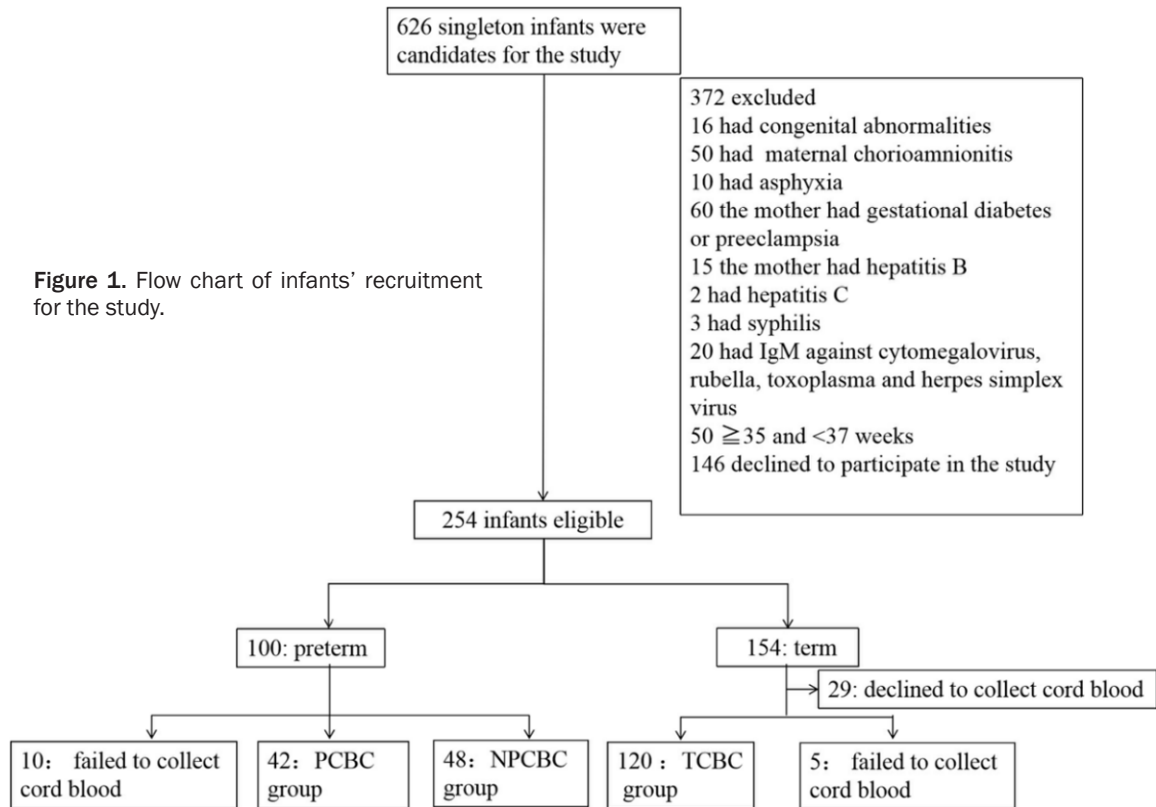 626 singleton infants were
candidates for the study
372 excluded
16 had congenital abnormalities
50 had maternal chorioamnionitis
10 had asphyxia
60 the mother had gestational diabetes
or preeclampsia
15 the mother had hepatitis B
2 had hepatitis C
3 had syphilis
20 had IgM against cytomegalovirus,
rubella, toxoplasma and herpes simplex
virus
50 ≧35 and <37 weeks
146 declined to participate in the study
Figure 1. Flow chart of infants' recruitment
for the study.
254 infants eligible
100: preterm
154: term
29: declined to collect cord blood
10： failed to collect
cord blood
42： PCBC
group
48： NPCBC
group
120： TCBC
group
5： failed to collect
cord blood